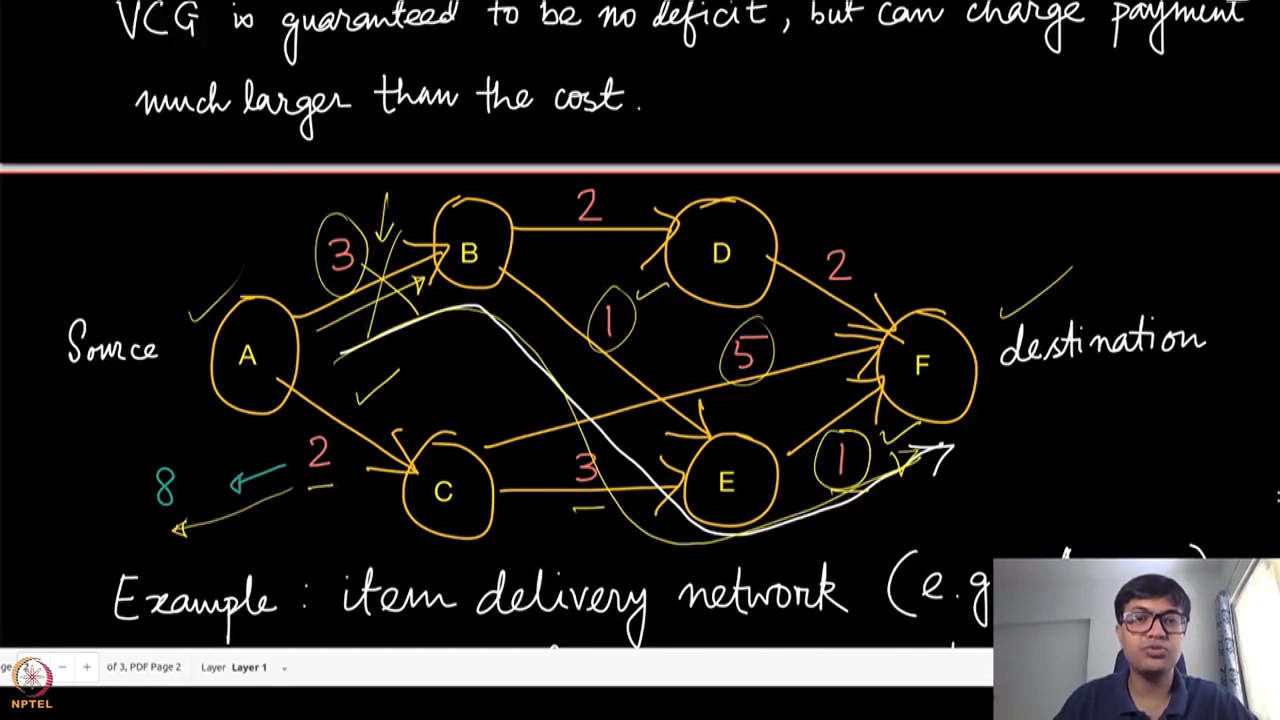 VCG is guaranteed to be no deficit, but can charge payment
much larger than the cost.
2
3 B D 2
1
Source A 5 F destination
2 1
8 C 3 E
Example: item delivery network (e.g
of 3, PDF Page 2 Layer Layer 1
NPTEL